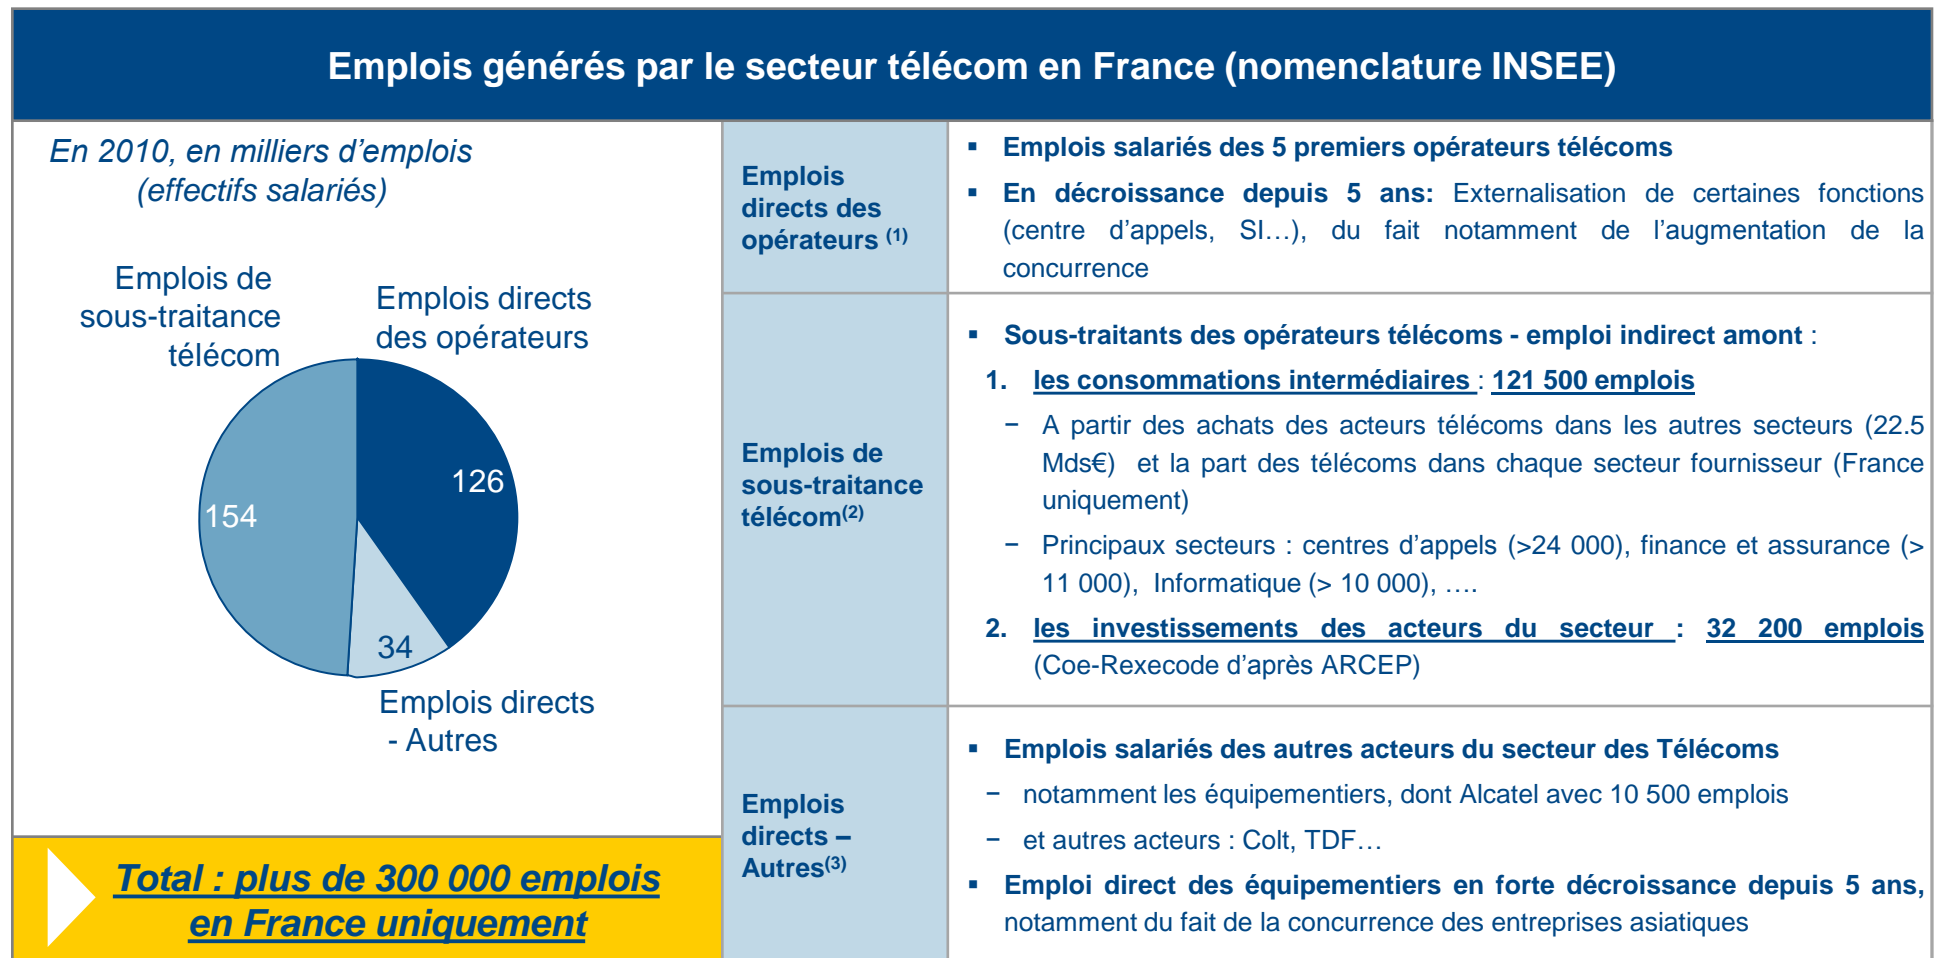 Emplois générés par le secteur télécom en France (nomenclature INSEE)
En 2010, en milliers d’emplois
(effectifs salariés)
Emplois de
sous-traitance
télécom
Emplois directs
des opérateurs
126
154
34
Emplois directs
- Autres
Total : plus de 300 000 emplois
en France uniquement
Emplois
directs des
opérateurs (1)
▪ Emplois salariés des 5 premiers opérateurs télécoms
▪ En décroissance depuis 5 ans: Externalisation de certaines fonctions
(centre d’appels, SI…), du fait notamment de l’augmentation de la
concurrence
Emplois de
sous-traitance
télécom(2)
▪ Sous-traitants des opérateurs télécoms - emploi indirect amont :
1. les consommations intermédiaires : 121 500 emplois
− A partir des achats des acteurs télécoms dans les autres secteurs (22.5
Mds€) et la part des télécoms dans chaque secteur fournisseur (France
uniquement)
− Principaux secteurs : centres d’appels (>24 000), finance et assurance (>
11 000), Informatique (> 10 000), ….
2. les investissements des acteurs du secteur : 32 200 emplois
(Coe-Rexecode d’après ARCEP)
Emplois
directs –
Autres(3)
▪ Emplois salariés des autres acteurs du secteur des Télécoms
− notamment les équipementiers, dont Alcatel avec 10 500 emplois
− et autres acteurs : Colt, TDF…
▪ Emploi direct des équipementiers en forte décroissance depuis 5 ans,
notamment du fait de la concurrence des entreprises asiatiques